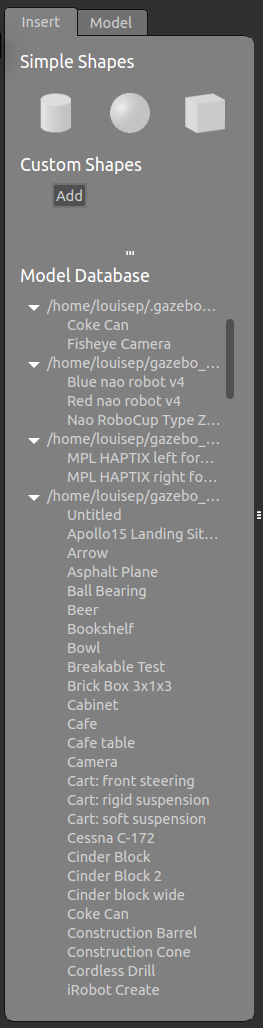 Insert
Model
Simple Shapes
Custom Shapes
Add
Model Database
/home/louisep/.gazebo...
Coke Can
Fisheye Camera
/home/louisep/gazebo_...
Blue nao robot v4
Red nao robot v4
Nao RoboCup Type Z...
/home/louisep/gazebo_...
MPL HAPTIX left for...
MPL HAPTIX right fo...
/home/louisep/gazebo_...
Untitled
Apollo15 Landing Sit...
Arrow
Asphalt Plane
Ball Bearing
Beer
Bookshelf
Bowl
Breakable Test
Brick Box 3x1x3
Cabinet
Cafe
Cafe table
Camera
Cart: front steering
Cart: rigid suspension
Cart: soft suspension
Cessna C-172
Cinder Block
Cinder Block 2
Cinder block wide
Coke Can
Construction Barrel
Construction Cone
Cordless Drill
iRobot Create